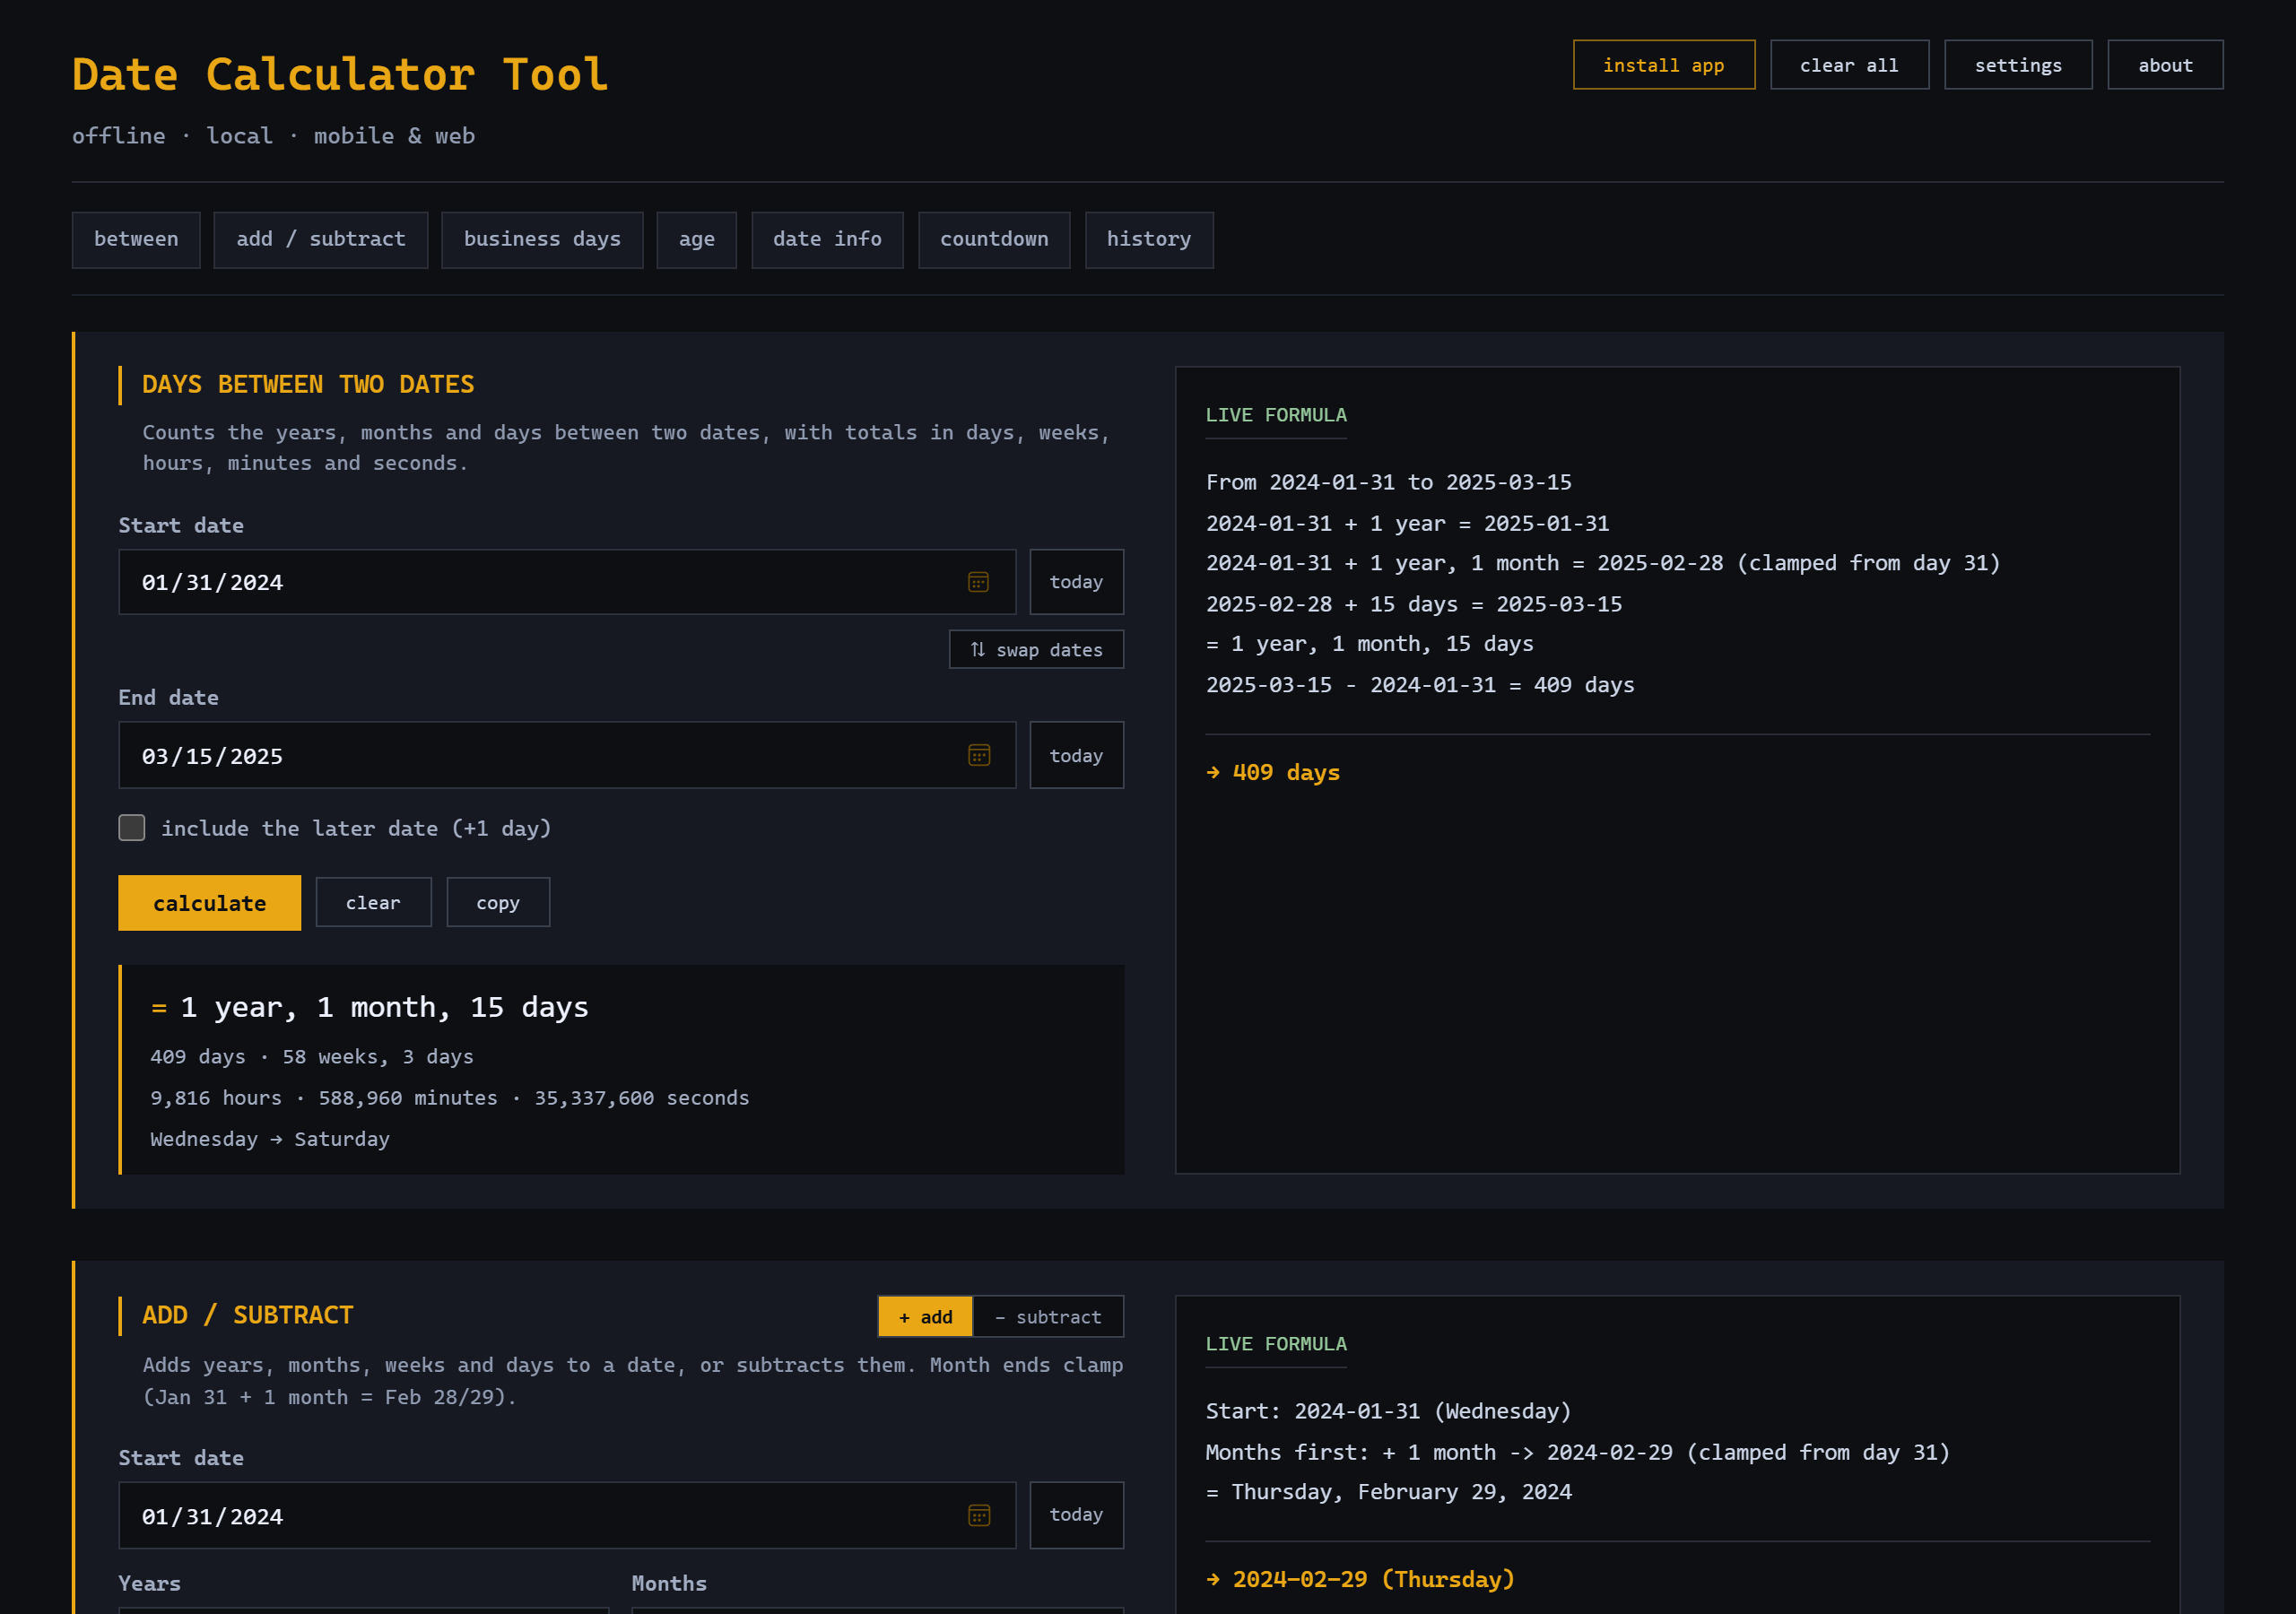 Date Calculator Tool
install app
clear all
settings
about
offline · local · mobile & web
between
add / subtract
business days
age
date info
countdown
history
DAYS BETWEEN TWO DATES
Counts the years, months and days between two dates, with totals in days, weeks,
hours, minutes and seconds.
Start date
01/31/2024
today
⇅ swap dates
End date
03/15/2025
today
include the later date (+1 day)
calculate
clear
copy
= 1 year, 1 month, 15 days
409 days · 58 weeks, 3 days
9,816 hours · 588,960 minutes · 35,337,600 seconds
Wednesday → Saturday
LIVE FORMULA
From 2024-01-31 to 2025-03-15
2024-01-31 + 1 year = 2025-01-31
2024-01-31 + 1 year, 1 month = 2025-02-28 (clamped from day 31)
2025-02-28 + 15 days = 2025-03-15
= 1 year, 1 month, 15 days
2025-03-15 - 2024-01-31 = 409 days
→ 409 days
ADD / SUBTRACT
+ add
− subtract
Adds years, months, weeks and days to a date, or subtracts them. Month ends clamp
(Jan 31 + 1 month = Feb 28/29).
Start date
01/31/2024
today
Years
Months
LIVE FORMULA
Start: 2024-01-31 (Wednesday)
Months first: + 1 month -> 2024-02-29 (clamped from day 31)
= Thursday, February 29, 2024
→ 2024-02-29 (Thursday)